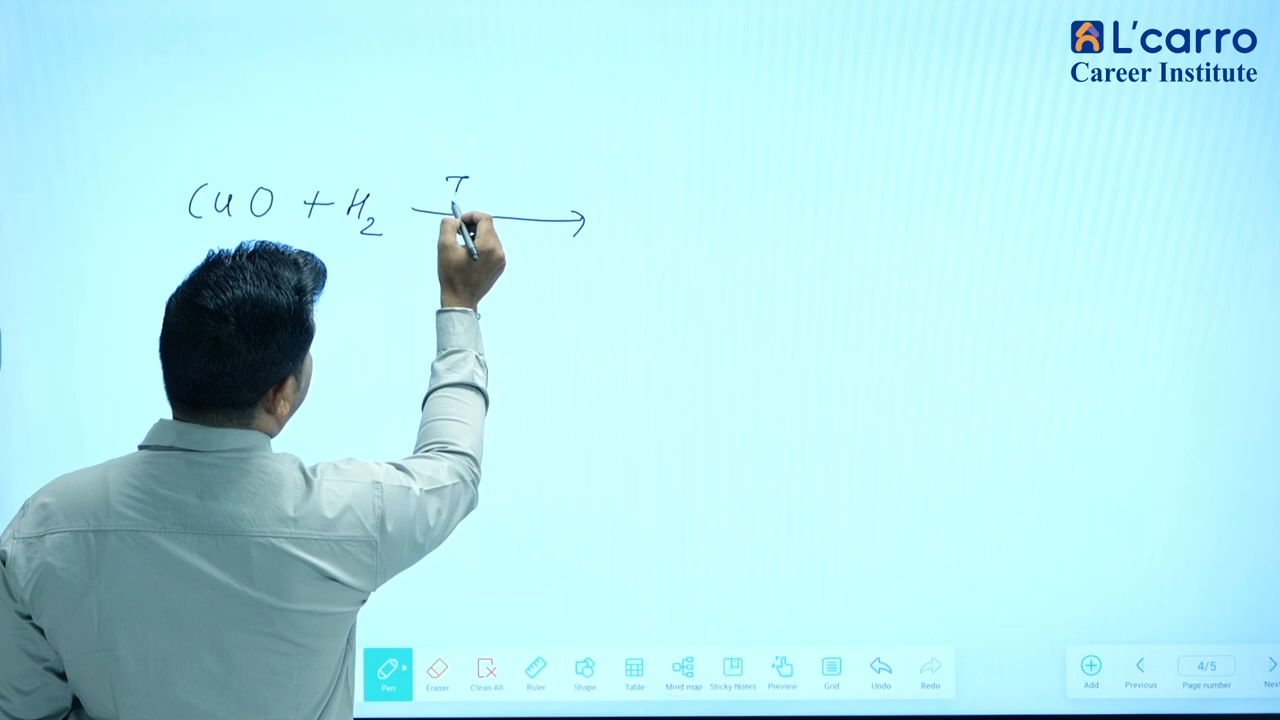 L'carro
Career Institute
CuO + H₂ →
Pen
Eraser
Clean All
Ruler
Shape
Table
Mind map
Sticky Notes
Preview
Grid
Undo
Redo
Add
Previous
4/5
Page number